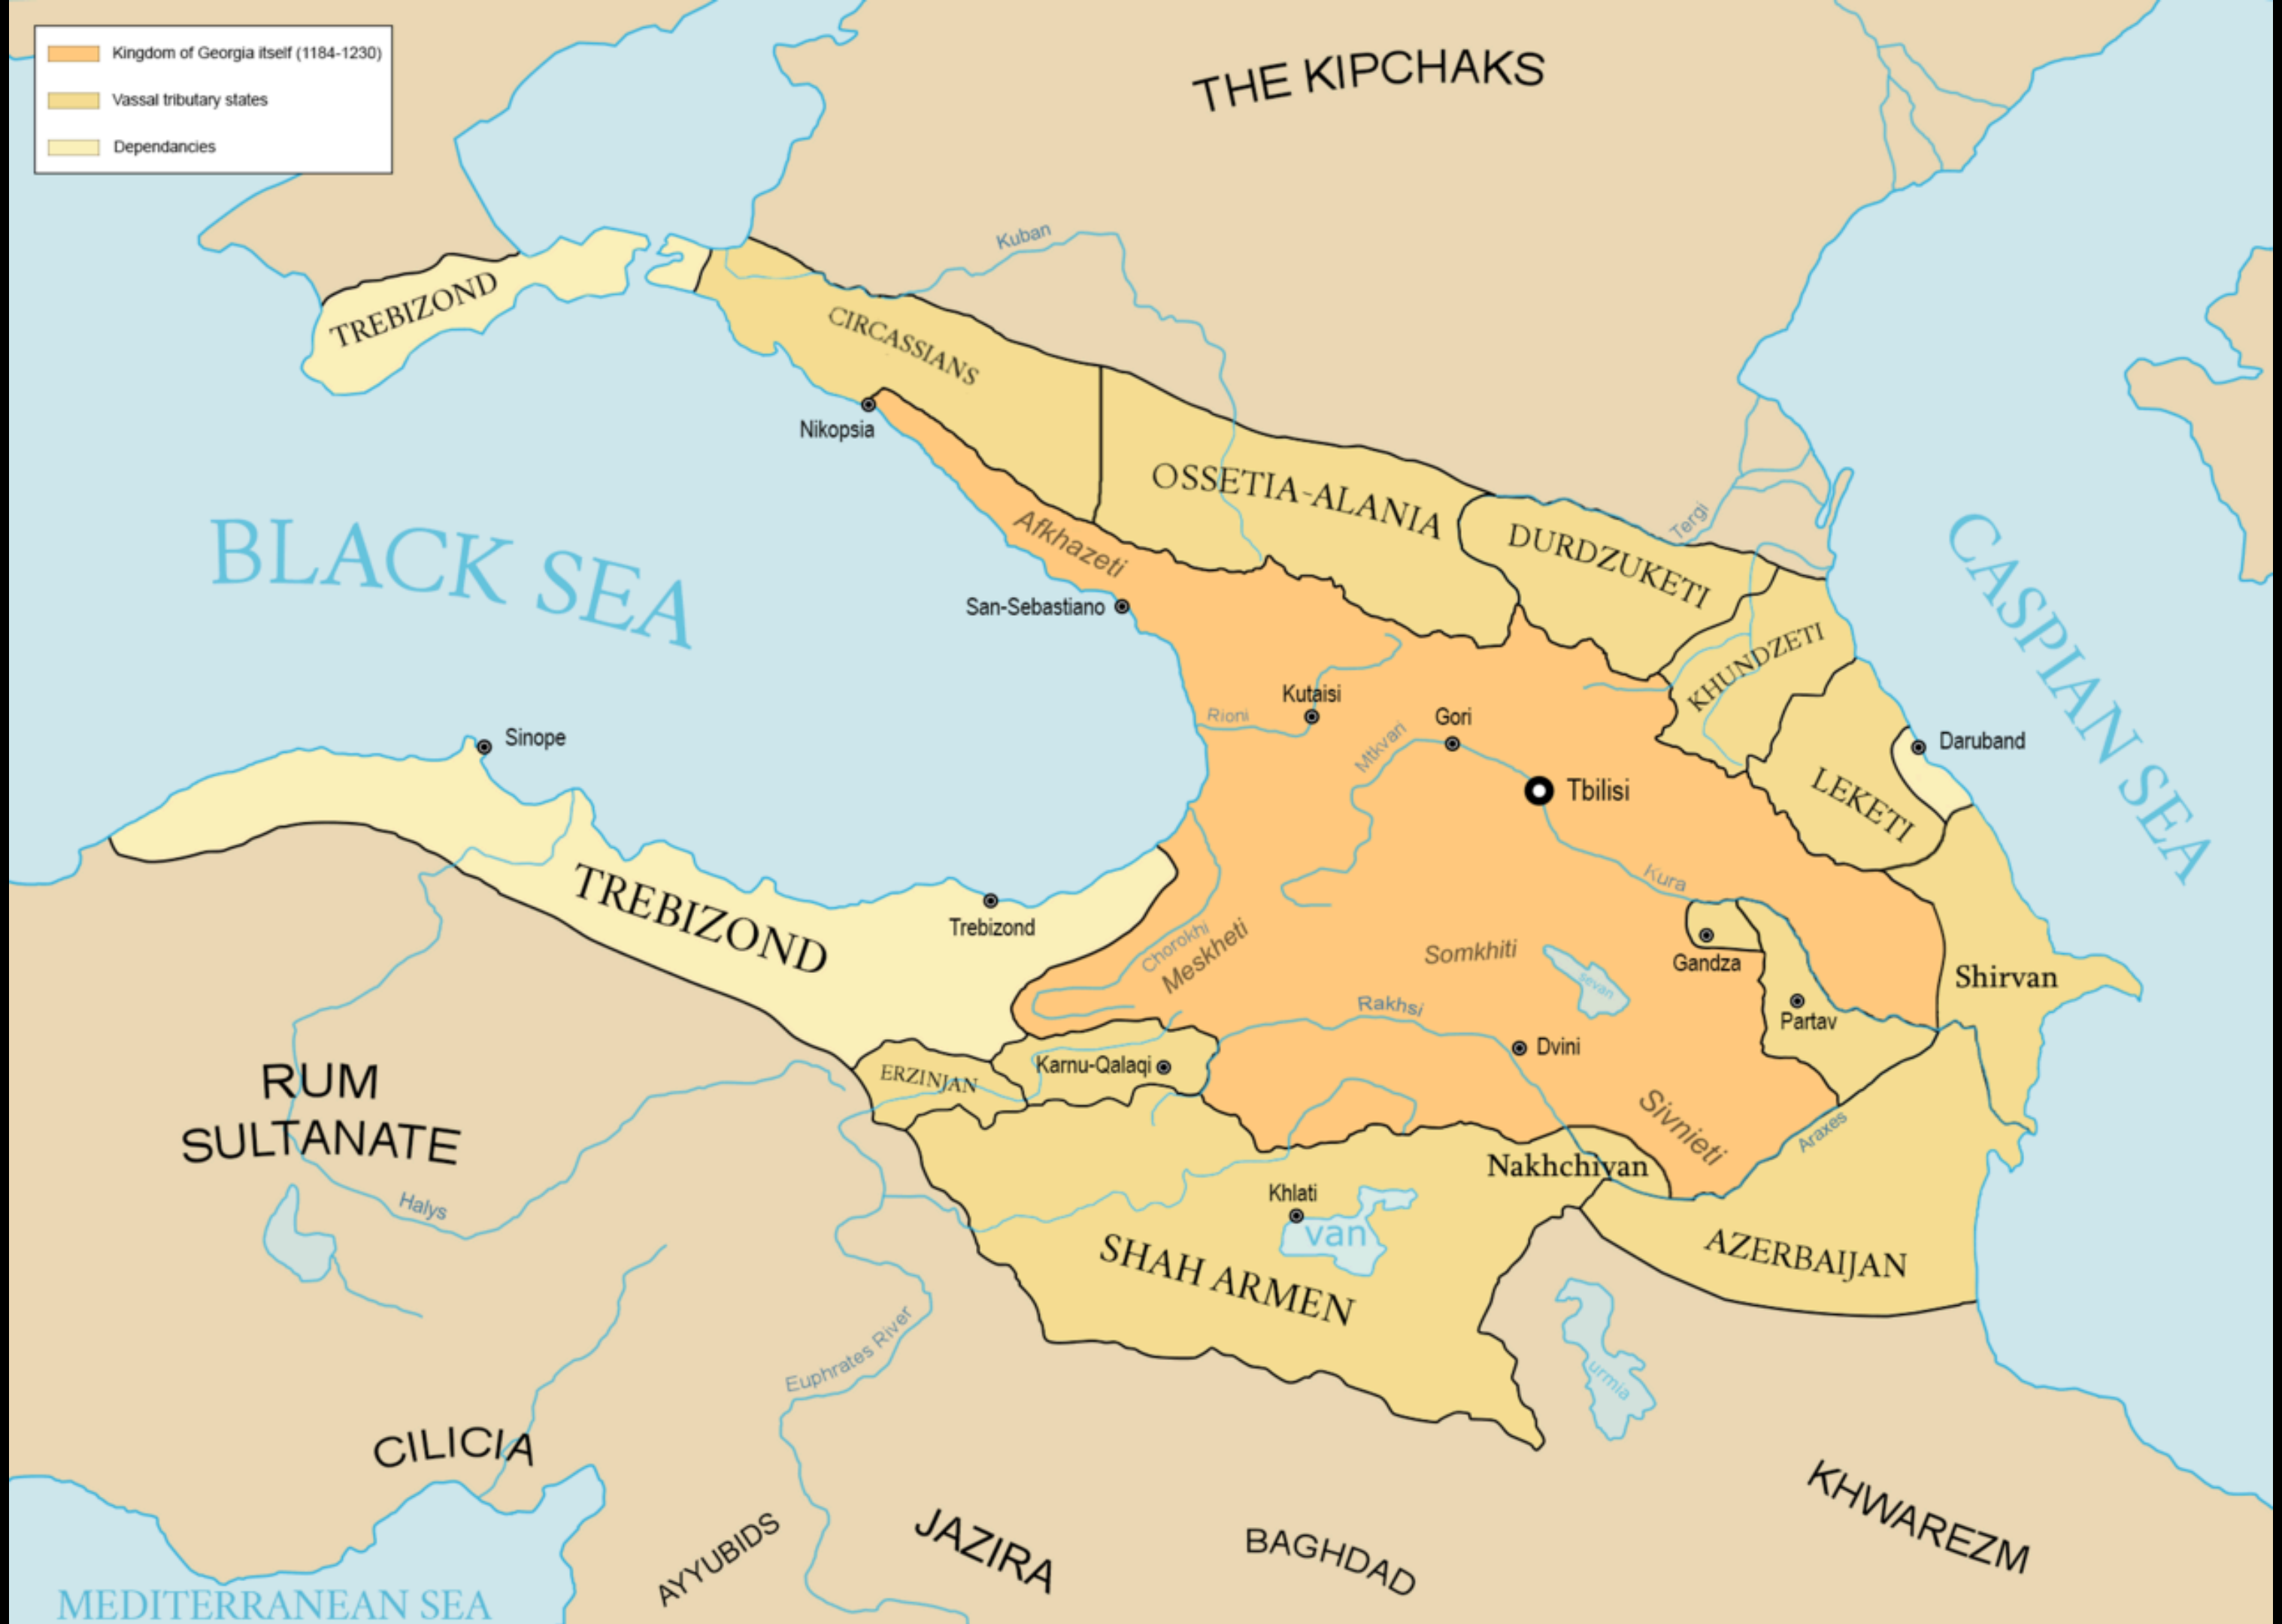 Kingdom of Georgia itself (1184-1230)
Vassal tributary states
Dependancies
THE KIPCHAKS
Kuban
TREBIZOND
CIRCASSIANS
Nikopsia
OSSETIA-ALANIA
Tergi
DURDZUKETI
Afkhazeti
BLACK SEA
CASPIAN SEA
San-Sebastiano
KHUNDZETI
Kutaisi
Rioni
Gori
Mtkvari
Sinope
Daruband
Tbilisi
LEKETI
Kura
TREBIZOND
Trebizond
Chorokhi
Meskheti
Somkhiti
sevan
Gandza
Shirvan
Rakhsi
Partav
Dvini
Karnu-Qalaqi
ERZINJAN
RUM
SULTANATE
Sivnieti
Araxes
Nakhchivan
Halys
Khlati
van
SHAH ARMEN
AZERBAIJAN
Euphrates River
urmia
CILICIA
KHWAREZM
AYYUBIDS
JAZIRA
BAGHDAD
MEDITERRANEAN SEA